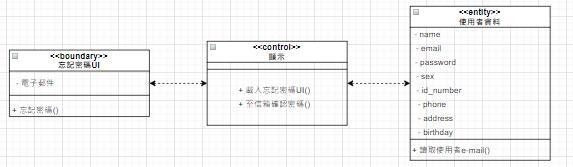 <<boundary>>
忘記密碼UI
- 電子郵件
+ 忘記密碼()
<<control>>
顯示
+ 載入忘記密碼UI()
+ 至信箱確認密碼()
<<entity>>
使用者資料
- name
- email
- password
- sex
- id_number
- phone
- address
- birthday
+ 讀取使用者e-mail()